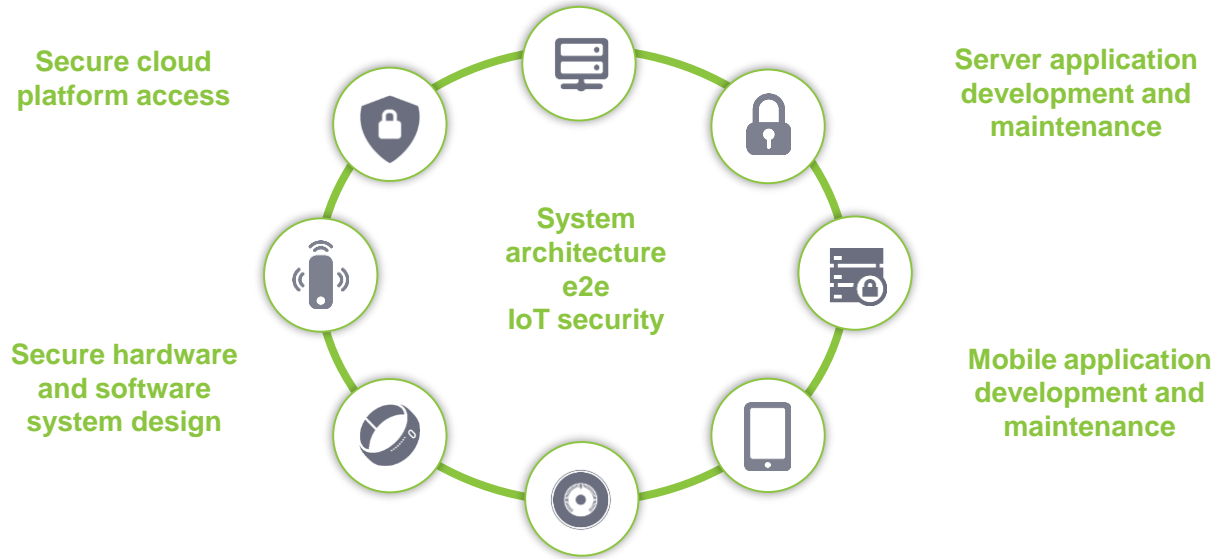 Secure cloud
platform access
Server application
development and
maintenance
System
architecture
e2e
IoT security
Secure hardware
and software
system design
Mobile application
development and
maintenance